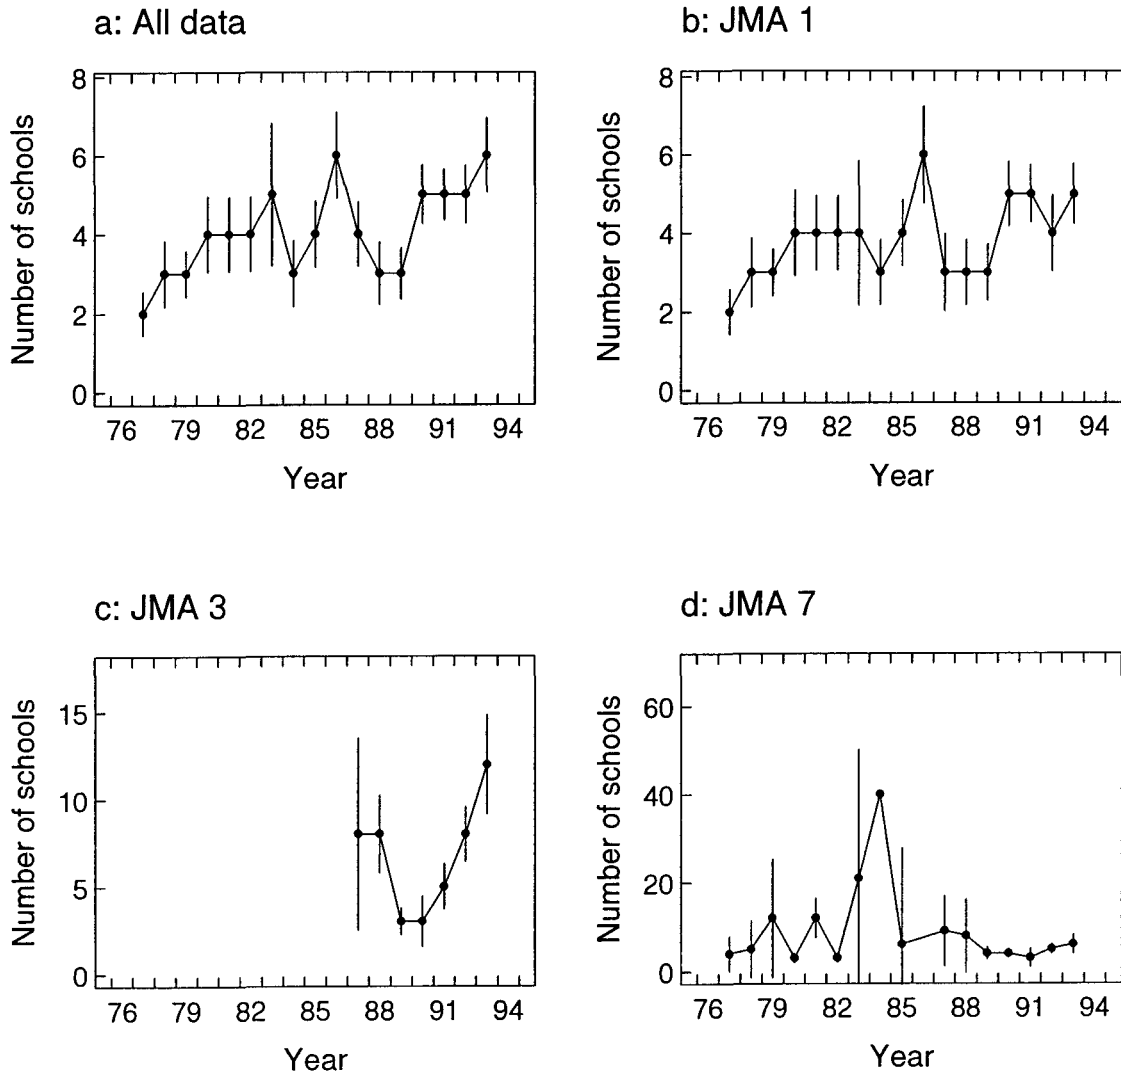 a: All data
8
6
4
2
0
Number of schools
76 79 82 85 88 91 94
Year
b: JMA 1
8
6
4
2
0
Number of schools
76 79 82 85 88 91 94
Year
c: JMA 3
15
10
5
0
Number of schools
76 79 82 85 88 91 94
Year
d: JMA 7
60
40
20
0
Number of schools
76 79 82 85 88 91 94
Year